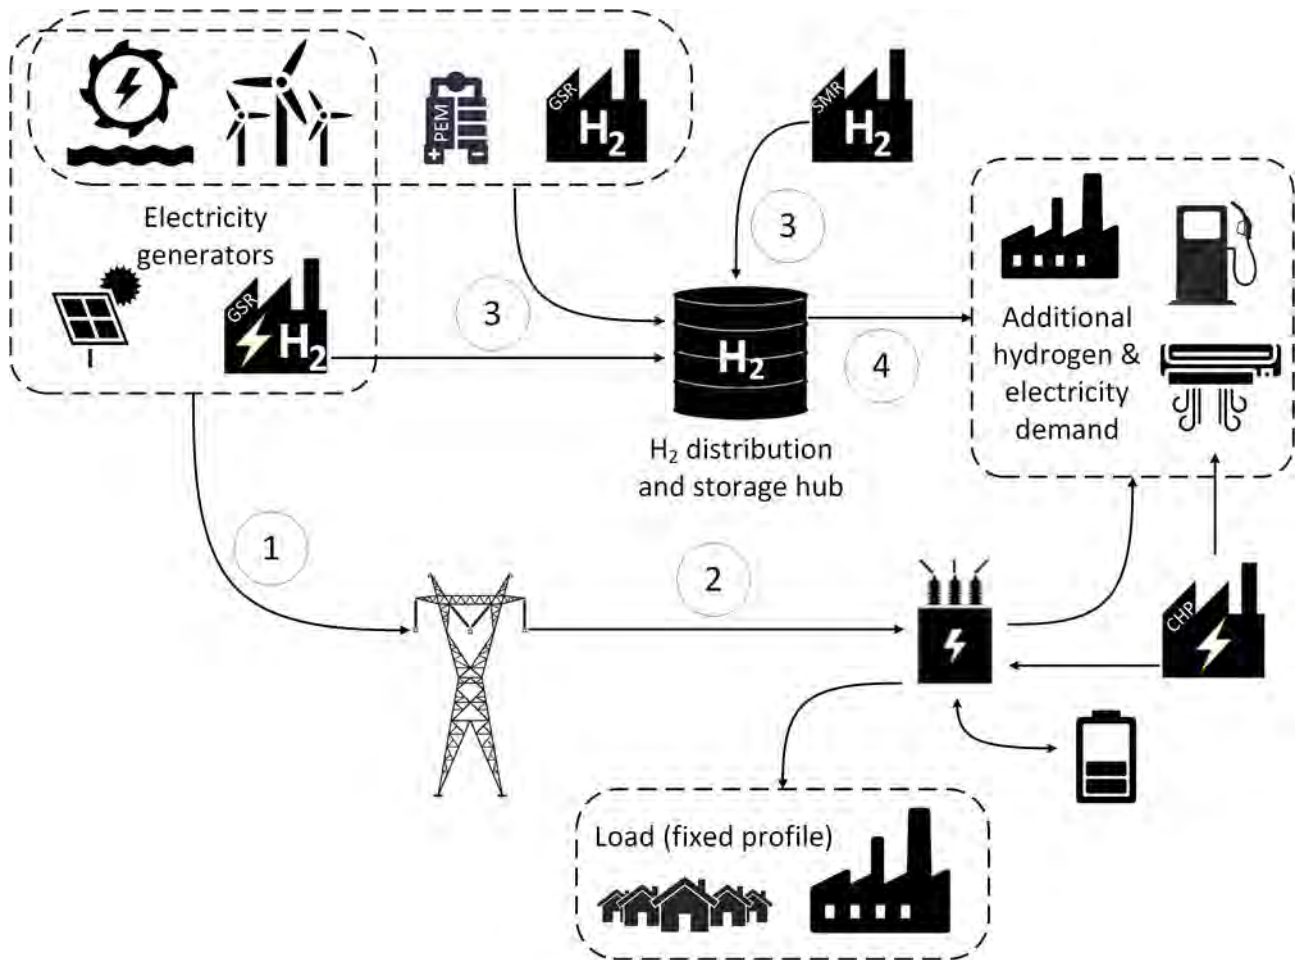 + PEM -
GSR
H₂
SMR
H₂
Electricity
generators
GSR
H₂
3
3
H₂
4
H₂ distribution
and storage hub
Additional
hydrogen &
electricity
demand
1
2
CHP
Load (fixed profile)